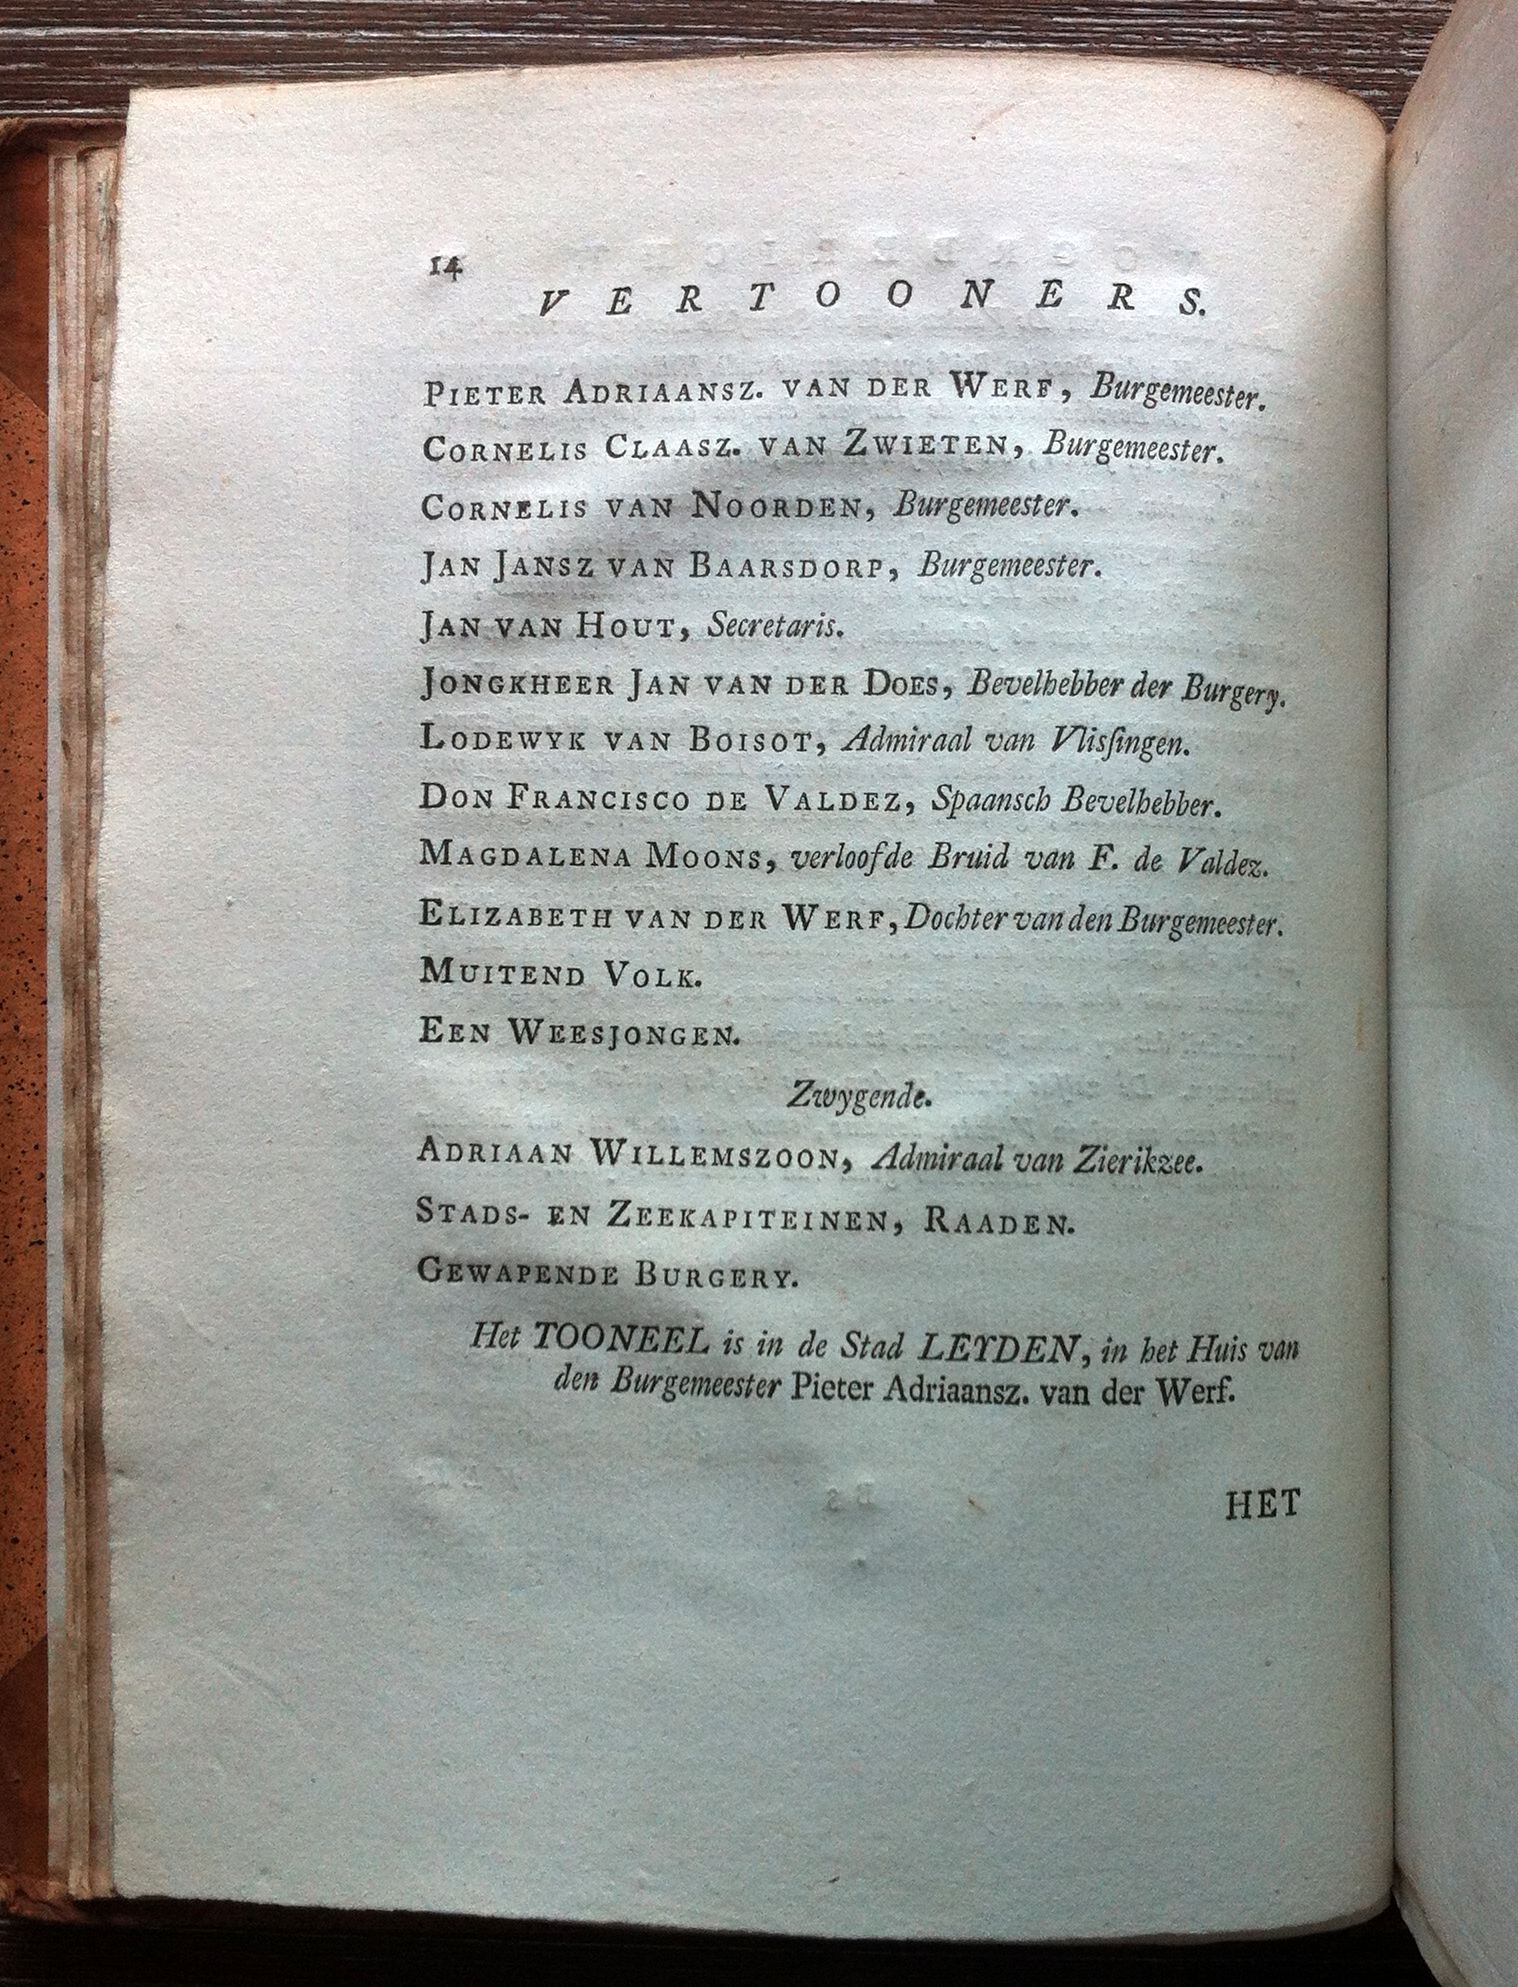 14
VERTOONERS.
PIETER ADRIAANSZ. VAN DER WERF, Burgemeester.
CORNELIS CLAASZ. VAN ZWIETEN, Burgemeester.
CORNELIS VAN NOORDEN, Burgemeester.
JAN JANSZ VAN BAARSDORP, Burgemeester.
JAN VAN HOUT, Secretaris.
JONGKHEER JAN VAN DER DOES, Bevelhebber der Burgery.
LODEWYK VAN BOISOT, Admiraal van Vlisſingen.
DON FRANCISCO DE VALDEZ, Spaansch Bevelhebber.
MAGDALENA MOONS, verloofde Bruid van F. de Valdez.
ELIZABETH VAN DER WERF, Dochter van den Burgemeester.
MUITEND VOLK.
EEN WEESJONGEN.
Zwygende.
ADRIAAN WILLEMSZOON, Admiraal van Zierikzee.
STADS- EN ZEEKAPITEINEN, RAADEN.
GEWAPENDE BURGERY.
Het TOONEEL is in de Stad LEYDEN, in het Huis van
den Burgemeester Pieter Adriaansz. van der Werf.
HET